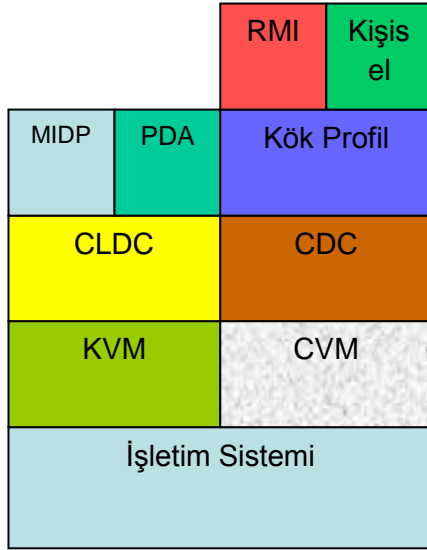 RMI
Kişis
el
MIDP
PDA
Kök Profil
CLDC
CDC
KVM
CVM
İşletim Sistemi